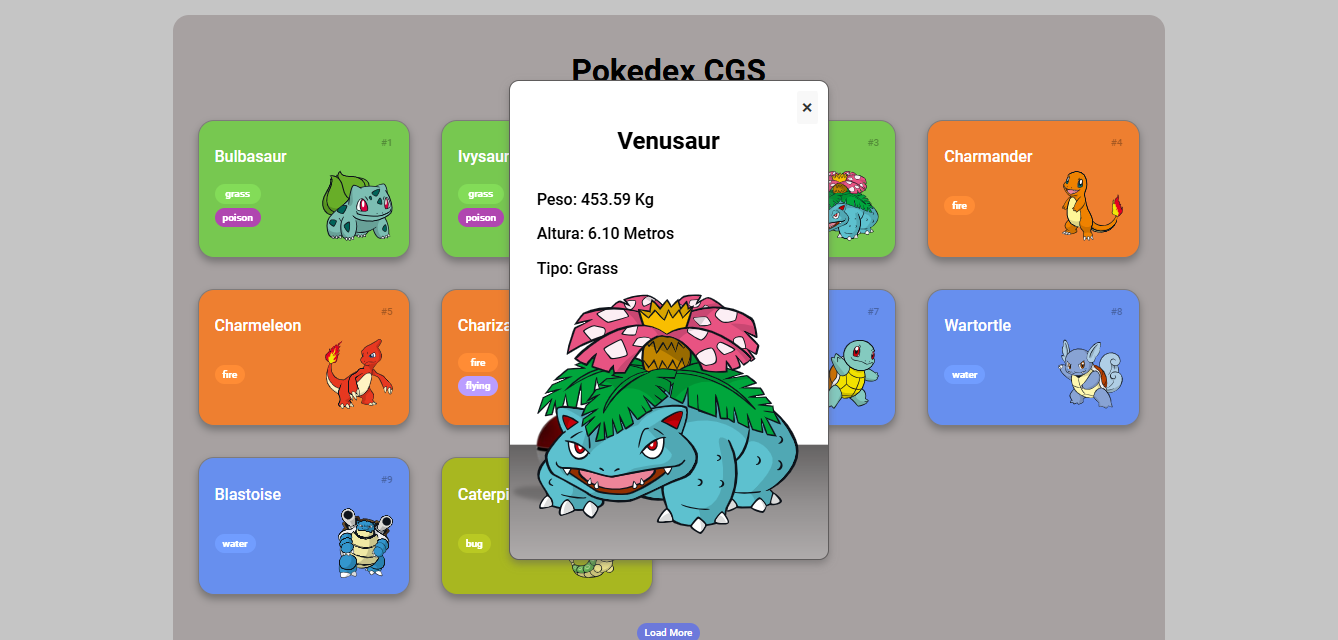 Pokedex CGS
×
Venusaur
Peso: 453.59 Kg
Altura: 6.10 Metros
Tipo: Grass
#1
Bulbasaur
grass
poison
Ivysaur
grass
poison
#3
#4
Charmander
fire
#5
Charmeleon
fire
Chariza
fire
flying
#7
#8
Wartortle
water
#9
Blastoise
water
Caterpi
bug
Load More